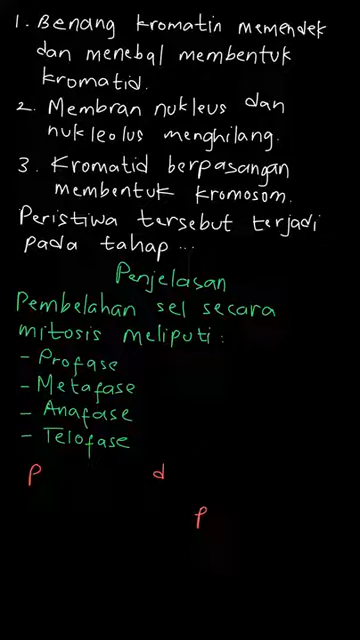 1. Benang kromatin memendek
dan menebal membentuk
kromatid.
2. Membran nukleus dan
nukleolus menghilang.
3. Kromatid berpasangan
membentuk kromosom.
Peristiwa tersebut terjadi
pada tahap ...
Penjelasan
Pembelahan sel secara
mitosis meliputi :
- Profase
- Metafase
- Anafase
- Telofase
p d
p